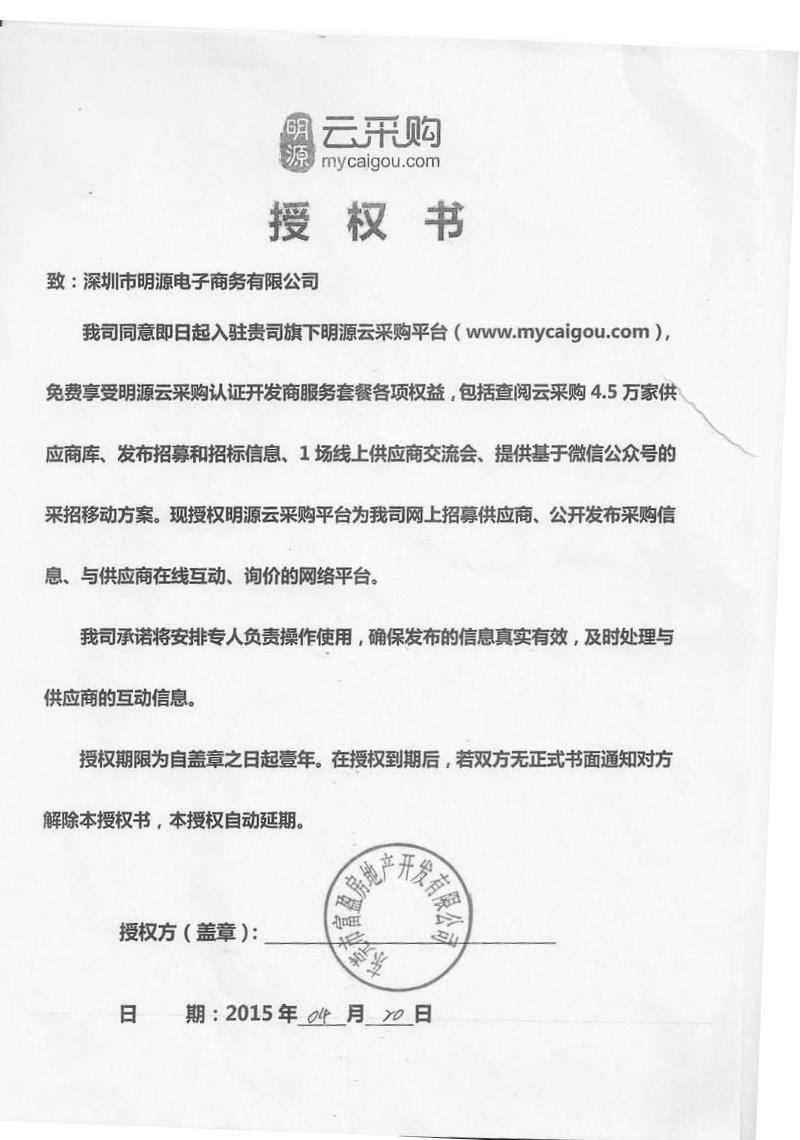 明源
云采购
mycaigou.com
授权书
致：深圳市明源电子商务有限公司
我司同意即日起入驻贵司旗下明源云采购平台（www.mycaigou.com），
免费享受明源云采购认证开发商服务套餐各项权益，包括查阅云采购 4.5 万家供
应商库、发布招募和招标信息、1 场线上供应商交流会、提供基于微信公众号的
采招移动方案。现授权明源云采购平台为我司网上招募供应商、公开发布采购信
息、与供应商在线互动、询价的网络平台。
我司承诺将安排专人负责操作使用，确保发布的信息真实有效，及时处理与
供应商的互动信息。
授权期限为自盖章之日起壹年。在授权到期后，若双方无正式书面通知对方
解除本授权书，本授权自动延期。
东莞市富盈房地产开发有限公司
授权方（盖章）：
日 期：2015 年 04 月 20 日